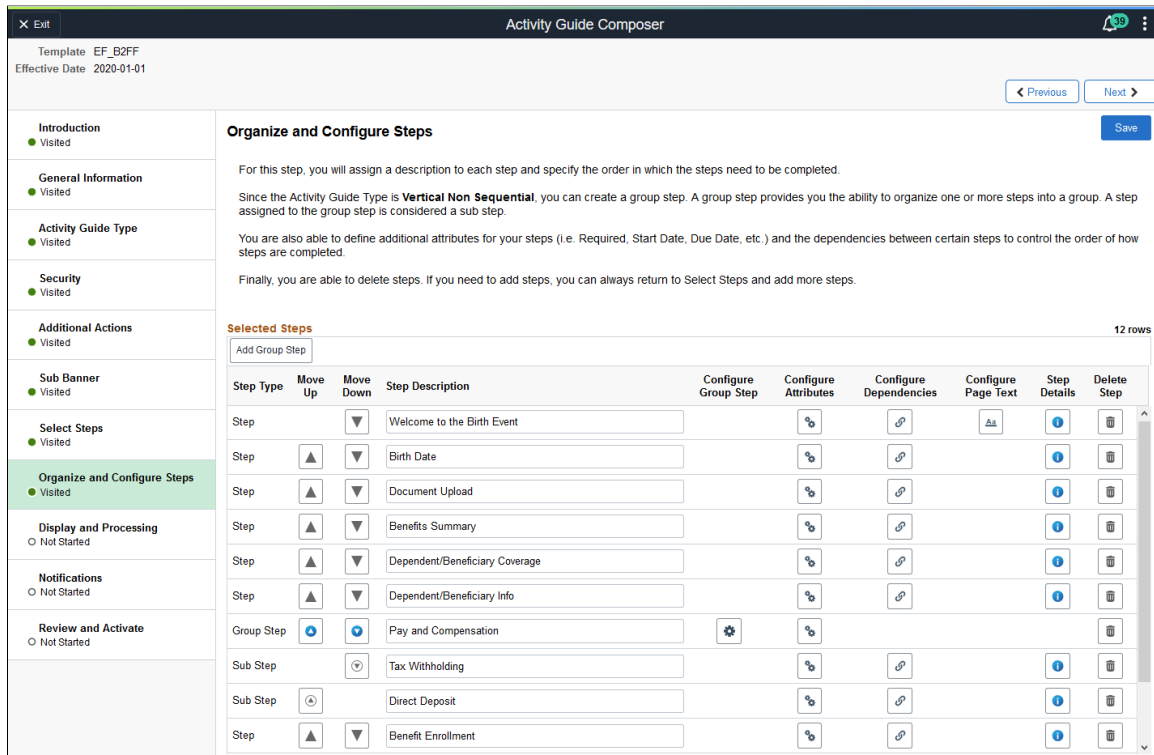 Exit
Activity Guide Composer
39
Template EF_B2FF
Effective Date 2020-01-01
Previous
Next
Introduction
Visited
General Information
Visited
Activity Guide Type
Visited
Security
Visited
Additional Actions
Visited
Sub Banner
Visited
Select Steps
Visited
Organize and Configure Steps
Visited
Display and Processing
Not Started
Notifications
Not Started
Review and Activate
Not Started
Organize and Configure Steps
Save
For this step, you will assign a description to each step and specify the order in which the steps need to be completed.
Since the Activity Guide Type is Vertical Non Sequential, you can create a group step. A group step provides you the ability to organize one or more steps into a group. A step
assigned to the group step is considered a sub step.
You are also able to define additional attributes for your steps (i.e. Required, Start Date, Due Date, etc.) and the dependencies between certain steps to control the order of how
steps are completed.
Finally, you are able to delete steps. If you need to add steps, you can always return to Select Steps and add more steps.
Selected Steps
12 rows
Add Group Step
Step Type Move Up Move Down Step Description Configure Group Step Configure Attributes Configure Dependencies Configure Page Text Step Details Delete Step
Step Welcome to the Birth Event Aa
Step Birth Date
Step Document Upload
Step Benefits Summary
Step Dependent/Beneficiary Coverage
Step Dependent/Beneficiary Info
Group Step Pay and Compensation
Sub Step Tax Withholding
Sub Step Direct Deposit
Step Benefit Enrollment